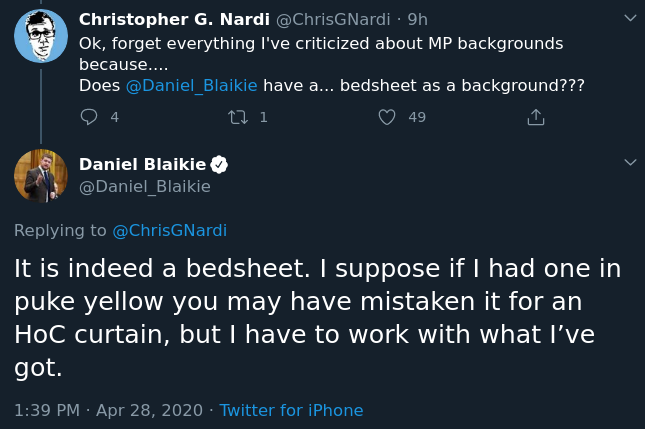 Christopher G. Nardi @ChrisGNardi · 9h
Ok, forget everything I've criticized about MP backgrounds
because....
Does @Daniel_Blaikie have a... bedsheet as a background???
4 1 49
Daniel Blaikie
@Daniel_Blaikie
Replying to @ChrisGNardi
It is indeed a bedsheet. I suppose if I had one in
puke yellow you may have mistaken it for an
HoC curtain, but I have to work with what I’ve
got.
1:39 PM · Apr 28, 2020 · Twitter for iPhone